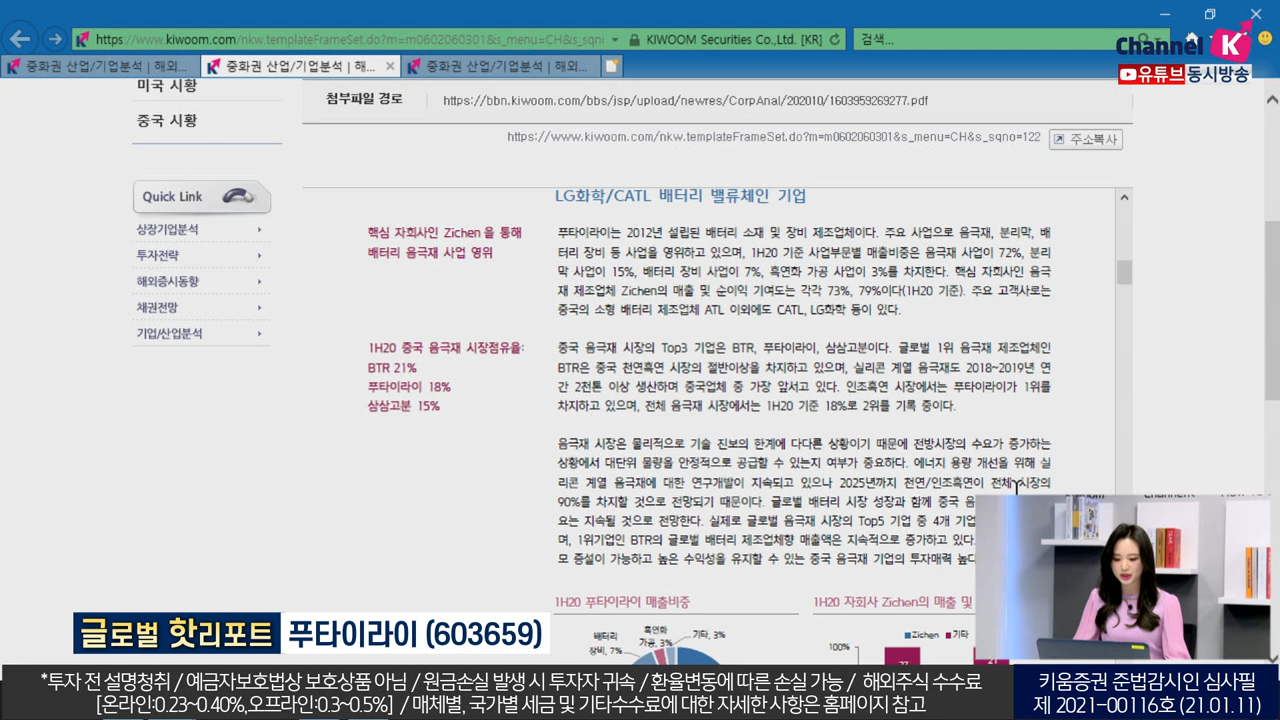 https://www.kiwoom.com/nkw.templateFrameSet.do?m=m0602060301&s_menu=CH&s_sqn
KIWOOM Securities Co.,Ltd. [KR]
검색...
Channel K
유튜브동시방송
중화권 산업/기업분석 | 해외...
중화권 산업/기업분석 | 해...
중화권 산업/기업분석 | 해외...
미국 시황
중국 시황
첨부파일 경로
https://bbn.kiwoom.com/bbs/jsp/upload/newres/CorpAnal/202010/1603959269277.pdf
https://www.kiwoom.com/nkw.templateFrameSet.do?m=m0602060301&s_menu=CH&s_sqno=122
주소복사
Quick Link
상장기업분석
투자전략
해외증시동향
채권전망
기업/산업분석
LG화학/CATL 배터리 밸류체인 기업
핵심 자회사인 Zichen을 통해
배터리 음극재 사업 영위
푸타이라이는 2012년 설립된 배터리 소재 및 장비 제조업체이다. 주요 사업으로 음극재, 분리막, 배
터리 장비 등 사업을 영위하고 있으며, 1H20 기준 사업부문별 매출비중은 음극재 사업이 72%, 분리
막 사업이 15%, 배터리 장비 사업이 7%, 흑연화 가공 사업이 3%를 차지한다. 핵심 자회사인 음극
재 제조업체 Zichen의 매출 및 순이익 기여도는 각각 73%, 79%이다(1H20 기준). 주요 고객사로는
중국의 소형 배터리 제조업체 ATL 이외에도 CATL, LG화학 등이 있다.
1H20 중국 음극재 시장점유율:
BTR 21%
푸타이라이 18%
삼삼고분 15%
중국 음극재 시장의 Top3 기업은 BTR, 푸타이라이, 삼삼고분이다. 글로벌 1위 음극재 제조업체인
BTR은 중국 천연흑연 시장의 절반이상을 차지하고 있으며, 실리콘 계열 음극재도 2018~2019년 연
간 2천톤 이상 생산하며 중국업체 중 가장 앞서고 있다. 인조흑연 시장에서는 푸타이라이가 1위를
차지하고 있으며, 전체 음극재 시장에서는 1H20 기준 18%로 2위를 기록 중이다.
음극재 시장은 물리적으로 기술 진보의 한계에 다다른 상황이기 때문에 전방시장의 수요가 증가하는
상황에서 대단위 물량을 안정적으로 공급할 수 있는지 여부가 중요하다. 에너지 용량 개선을 위해 실
리콘 계열 음극재에 대한 연구개발이 지속되고 있으나 2025년까지 천연/인조흑연이 전체 시장의
90%를 차지할 것으로 전망되기 때문이다. 글로벌 배터리 시장 성장과 함께 중국 음
요는 지속될 것으로 전망한다. 실제로 글로벌 음극재 시장의 Top5 기업 중 4개 기업
며, 1위기업인 BTR의 글로벌 배터리 제조업체향 매출액은 지속적으로 증가하고 있다.
모 증설이 가능하고 높은 수익성을 유지할 수 있는 중국 음극재 기업의 투자매력 높다
1H20 푸타이라이 매출비중
1H20 자회사 Zichen의 매출 및
배터리
장비, 7%
흑연화
가공, 3%
기타, 3%
Zichen
기타
100%
글로벌 핫리포트
푸타이라이 (603659)
*투자 전 설명청취 / 예금자보호법상 보호상품 아님 / 원금손실 발생 시 투자자 귀속 / 환율변동에 따른 손실 가능 / 해외주식 수수료
[온라인:0.23~0.40%,오프라인:0.3~0.5%] / 매체별, 국가별 세금 및 기타수수료에 대한 자세한 사항은 홈페이지 참고
키움증권 준법감시인 심사필
제 2021-00116호 (21.01.11)